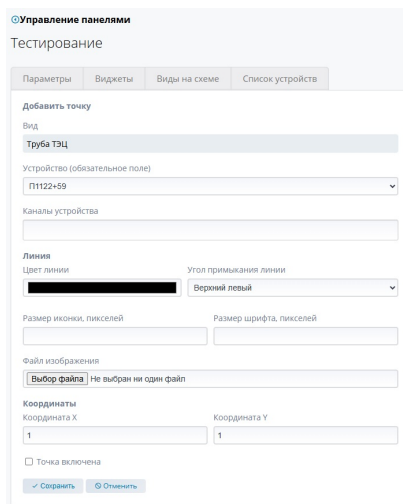 Управление панелями
Тестирование
Параметры Виджеты Виды на схеме Список устройств
Добавить точку
Вид
Труба ТЭЦ
Устройство (обязательное поле)
П1122+59
Каналы устройства
Линия
Цвет линии Угол примыкания линии
Верхний левый
Размер иконки, пикселей Размер шрифта, пикселей
Файл изображения
Выбор файла Не выбран ни один файл
Координаты
Координата X Координата Y
1 1
Точка включена
Сохранить Отменить